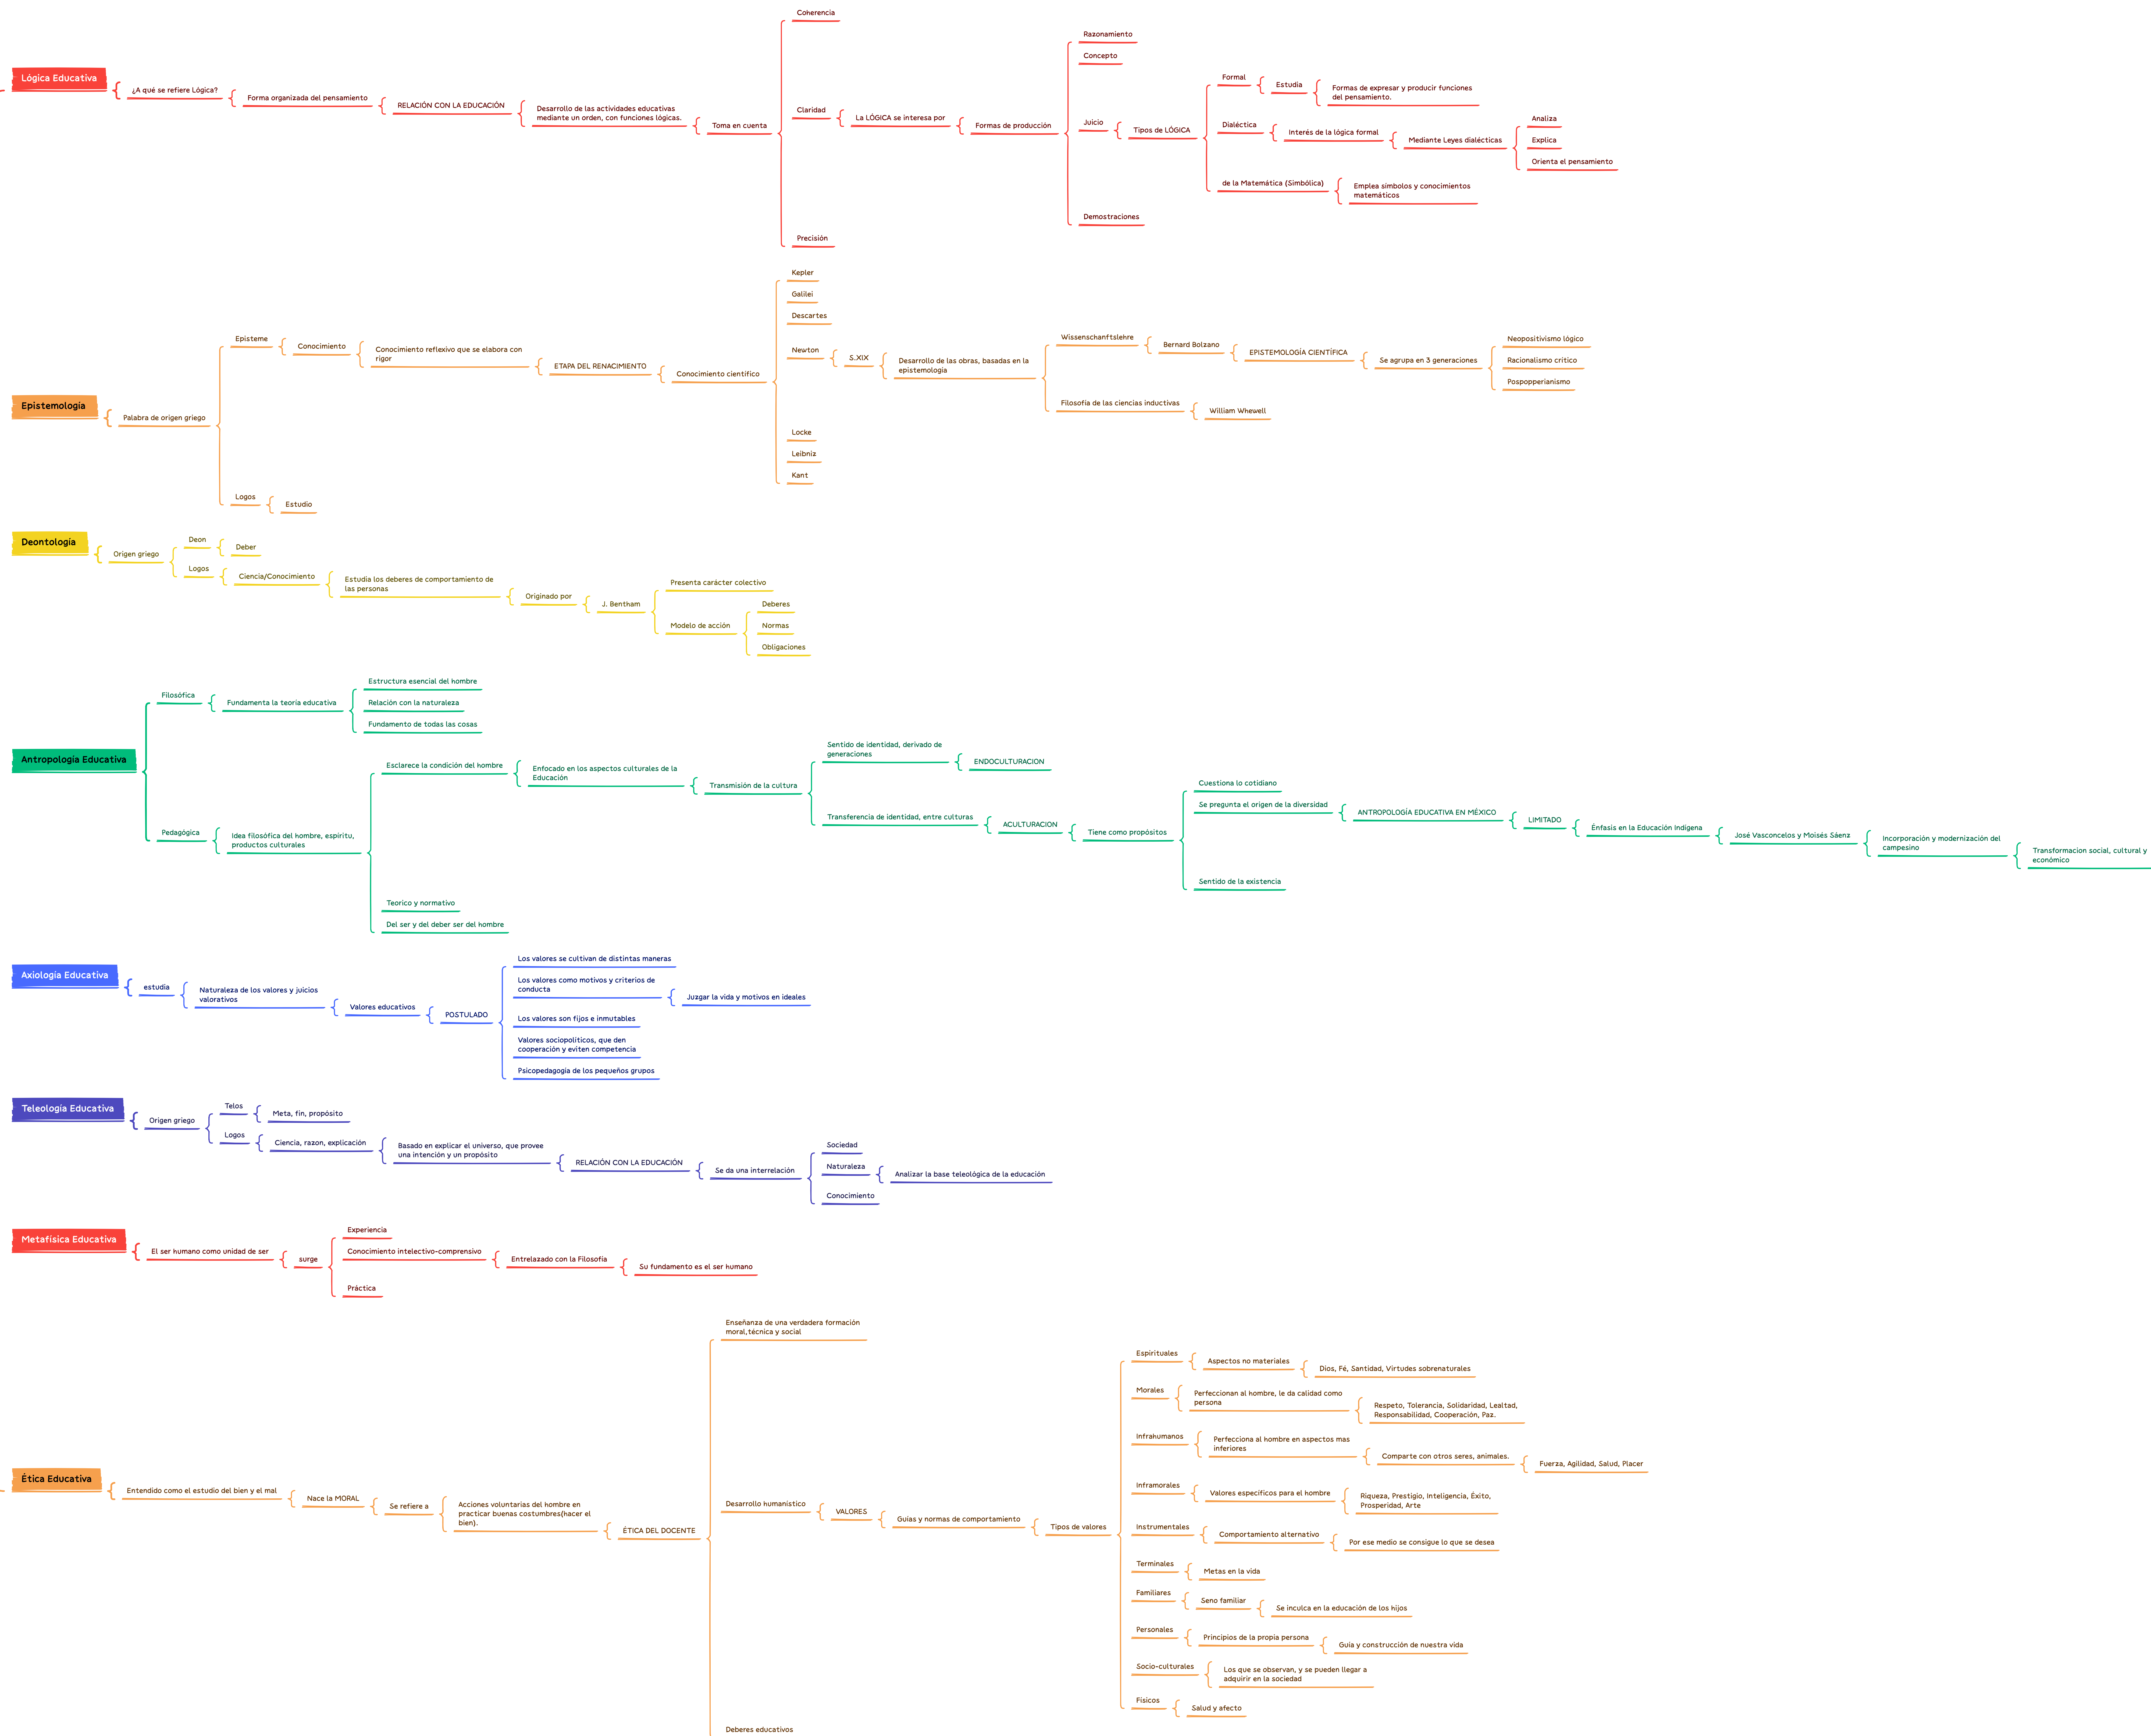 Lógica Educativa
¿A qué se refiere Lógica?
Forma organizada del pensamiento
RELACIÓN CON LA EDUCACIÓN
Desarrollo de las actividades educativas
mediante un orden, con funciones lógicas.
Toma en cuenta
Coherencia
Claridad
La LÓGICA se interesa por
Formas de producción
Razonamiento
Concepto
Juicio
Tipos de LÓGICA
Formal
Estudia
Formas de expresar y producir funciones
del pensamiento.
Dialéctica
Interés de la lógica formal
Mediante Leyes dialécticas
Analiza
Explica
Orienta el pensamiento
de la Matemática (Simbólica)
Emplea símbolos y conocimientos
matemáticos
Demostraciones
Precisión
Epistemología
Palabra de origen griego
Episteme
Conocimiento
Conocimiento reflexivo que se elabora con
rigor
ETAPA DEL RENACIMIENTO
Conocimiento científico
Kepler
Galilei
Descartes
Newton
S.XIX
Desarrollo de las obras, basadas en la
epistemología
Wissenschanftslehre
Bernard Bolzano
EPISTEMOLOGÍA CIENTÍFICA
Se agrupa en 3 generaciones
Neopositivismo lógico
Racionalismo crítico
Pospopperianismo
Filosofía de las ciencias inductivas
William Whewell
Locke
Leibniz
Kant
Logos
Estudio
Deontología
Origen griego
Deon
Deber
Logos
Ciencia/Conocimiento
Estudia los deberes de comportamiento de
las personas
Originado por
J. Bentham
Presenta carácter colectivo
Modelo de acción
Deberes
Normas
Obligaciones
Antropología Educativa
Filosófica
Fundamenta la teoría educativa
Estructura esencial del hombre
Relación con la naturaleza
Fundamento de todas las cosas
Pedagógica
Idea filosófica del hombre, espíritu,
productos culturales
Esclarece la condición del hombre
Enfocado en los aspectos culturales de la
Educación
Transmisión de la cultura
Sentido de identidad, derivado de
generaciones
ENDOCULTURACION
Transferencia de identidad, entre culturas
ACULTURACION
Tiene como propósitos
Cuestiona lo cotidiano
Se pregunta el origen de la diversidad
ANTROPOLOGÍA EDUCATIVA EN MÉXICO
LIMITADO
Énfasis en la Educación Indígena
José Vasconcelos y Moisés Sáenz
Incorporación y modernización del
campesino
Transformacion social, cultural y
económico
Sentido de la existencia
Teorico y normativo
Del ser y del deber ser del hombre
Axiología Educativa
estudia
Naturaleza de los valores y juicios
valorativos
Valores educativos
POSTULADO
Los valores se cultivan de distintas maneras
Los valores como motivos y criterios de
conducta
Juzgar la vida y motivos en ideales
Los valores son fijos e inmutables
Valores sociopolíticos, que den
cooperación y eviten competencia
Psicopedagogía de los pequeños grupos
Teleología Educativa
Origen griego
Telos
Meta, fin, propósito
Logos
Ciencia, razon, explicación
Basado en explicar el universo, que provee
una intención y un propósito
RELACIÓN CON LA EDUCACIÓN
Se da una interrelación
Sociedad
Naturaleza
Analizar la base teleológica de la educación
Conocimiento
Metafísica Educativa
El ser humano como unidad de ser
surge
Experiencia
Conocimiento intelectivo-comprensivo
Entrelazado con la Filosofía
Su fundamento es el ser humano
Práctica
Ética Educativa
Entendido como el estudio del bien y el mal
Nace la MORAL
Se refiere a
Acciones voluntarias del hombre en
practicar buenas costumbres(hacer el
bien).
ÉTICA DEL DOCENTE
Enseñanza de una verdadera formación
moral,técnica y social
Desarrollo humanístico
VALORES
Guías y normas de comportamiento
Tipos de valores
Espirituales
Aspectos no materiales
Dios, Fé, Santidad, Virtudes sobrenaturales
Morales
Perfeccionan al hombre, le da calidad como
persona
Respeto, Tolerancia, Solidaridad, Lealtad,
Responsabilidad, Cooperación, Paz.
Infrahumanos
Perfecciona al hombre en aspectos mas
inferiores
Comparte con otros seres, animales.
Fuerza, Agilidad, Salud, Placer
Inframorales
Valores específicos para el hombre
Riqueza, Prestigio, Inteligencia, Éxito,
Prosperidad, Arte
Instrumentales
Comportamiento alternativo
Por ese medio se consigue lo que se desea
Terminales
Metas en la vida
Familiares
Seno familiar
Se inculca en la educación de los hijos
Personales
Principios de la propia persona
Guía y construcción de nuestra vida
Socio-culturales
Los que se observan, y se pueden llegar a
adquirir en la sociedad
Físicos
Salud y afecto
Deberes educativos